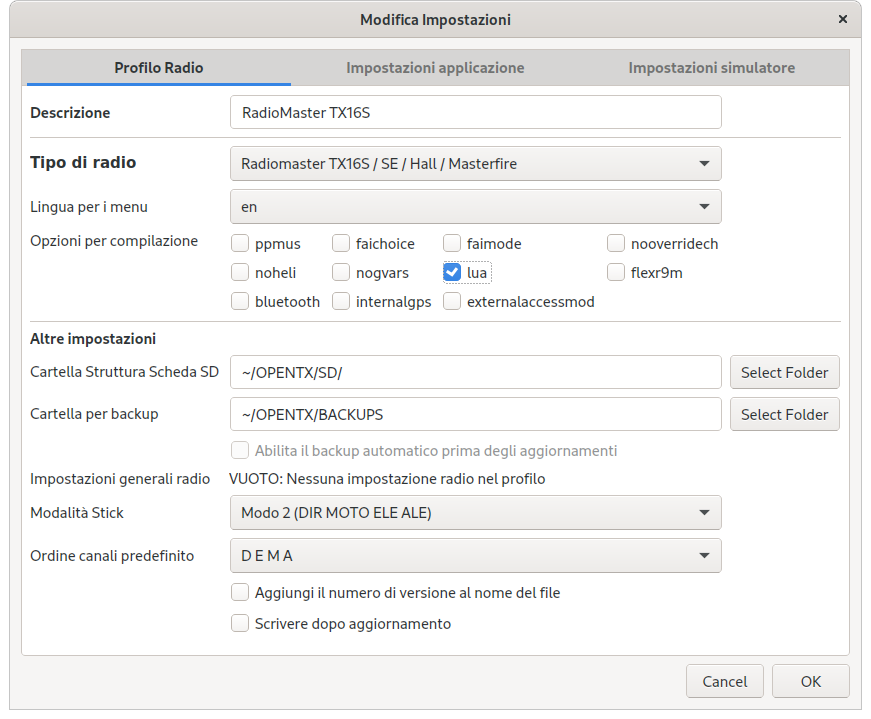 Modifica Impostazioni ×
Profilo Radio Impostazioni applicazione Impostazioni simulatore
Descrizione RadioMaster TX16S
Tipo di radio Radiomaster TX16S / SE / Hall / Masterfire
Lingua per i menu en
Opzioni per compilazione ppmus faichoice faimode nooverridech
noheli nogvars lua flexr9m
bluetooth internalgps externalaccessmod
Altre impostazioni
Cartella Struttura Scheda SD ~/OPENTX/SD/ Select Folder
Cartella per backup ~/OPENTX/BACKUPS Select Folder
Abilita il backup automatico prima degli aggiornamenti
Impostazioni generali radio VUOTO: Nessuna impostazione radio nel profilo
Modalità Stick Modo 2 (DIR MOTO ELE ALE)
Ordine canali predefinito D E M A
Aggiungi il numero di versione al nome del file
Scrivere dopo aggiornamento
Cancel OK